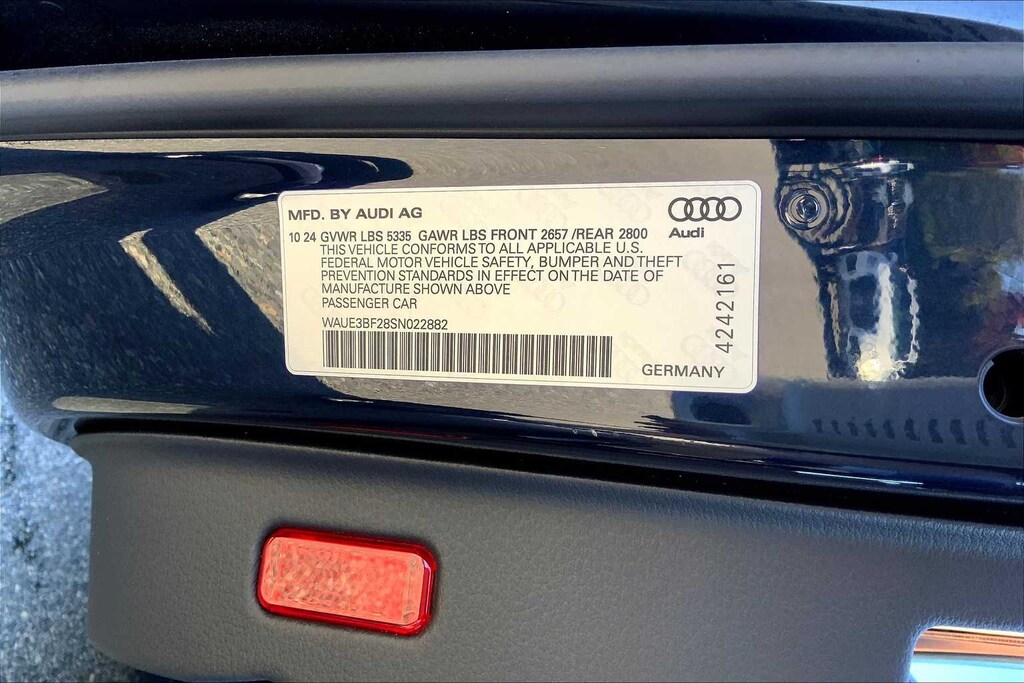 MFD. BY AUDI AG
Audi
10 24 GVWR LBS 5335 GAWR LBS FRONT 2657 /REAR 2800
THIS VEHICLE CONFORMS TO ALL APPLICABLE U.S.
FEDERAL MOTOR VEHICLE SAFETY, BUMPER AND THEFT
PREVENTION STANDARDS IN EFFECT ON THE DATE OF
MANUFACTURE SHOWN ABOVE
PASSENGER CAR
WAUE3BF28SN022882
GERMANY
4242161